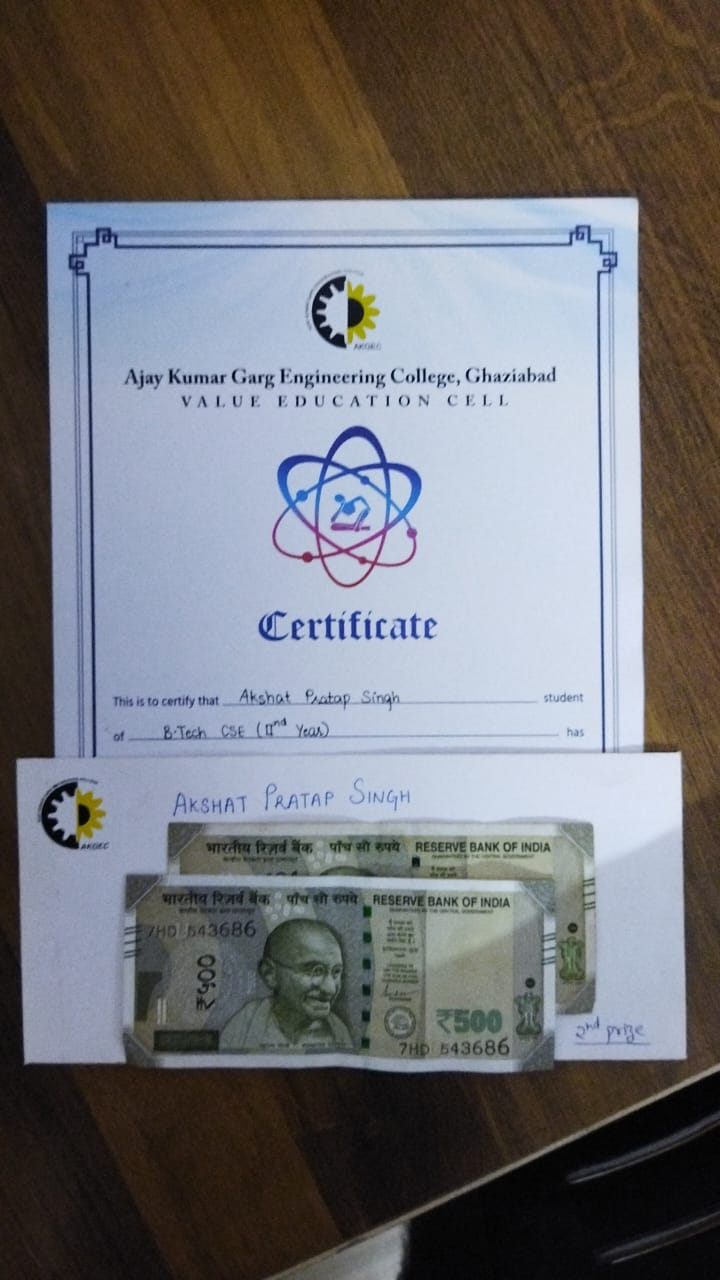 AKGEC
Ajay Kumar Garg Engineering College, Ghaziabad
VALUE EDUCATION CELL
Certificate
This is to certify that Akshat Pratap Singh student
of B.Tech CSE (IInd Year) has
AKGEC
AKSHAT PRATAP SINGH
भारतीय रिज़र्व बैंक पाँच सौ रुपये RESERVE BANK OF INDIA
भारतीय रिज़र्व बैंक पाँच सौ रुपये RESERVE BANK OF INDIA
7HD 543686
₹५००
₹500
7HD 543686
2nd prize